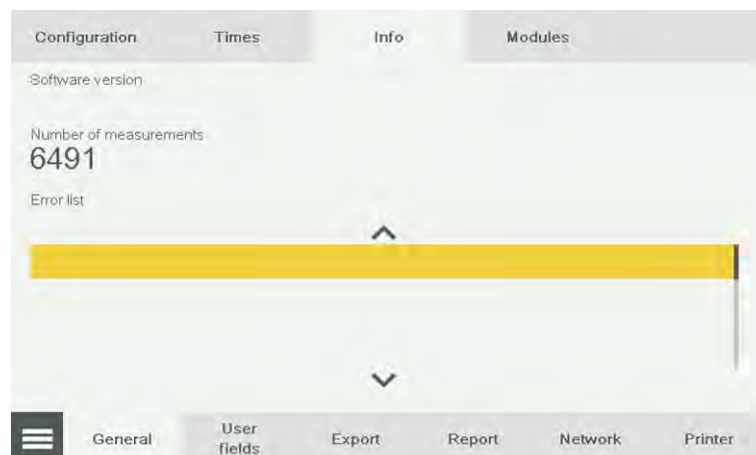 Configuration Times Info Modules
Software version
Number of measurements
6491
Error list
General User fields Export Report Network Printer